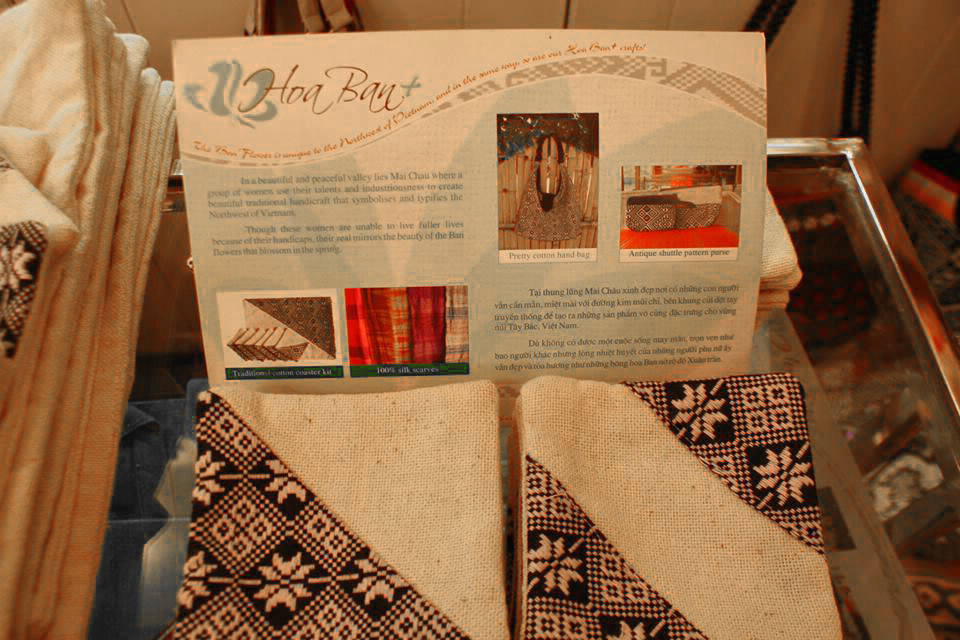 Hoa Ban+
The Ban Flower is unique to the Northwest of Vietnam, and in the same way, so are our Hoa Ban+ crafts!
In a beautiful and peaceful valley lies Mai Chau where a
group of women use their talents and industriousness to create
beautiful traditional handicraft that symbolises and typifies the
Northwest of Vietnam.
Though these women are unable to live fuller lives
because of their handicaps, their zeal mirrors the beauty of the Ban
flowers that blossom in the spring.
Pretty cotton hand bag
Antique shuttle pattern purse
Traditional cotton coaster kit
100% silk scarves
Tại thung lũng Mai Châu xinh đẹp nơi có những con người
vẫn cần mẫn, miệt mài với đường kim mũi chỉ, bên khung cửi dệt tay
truyền thống để tạo ra những sản phẩm vô cùng đặc trưng cho vùng
núi Tây Bắc, Việt Nam.
Dù không có được một cuộc sống may mắn, trọn vẹn như
bao người khác nhưng lòng nhiệt huyết của những người phụ nữ ấy
vẫn đẹp và tỏa hương như những bông hoa Ban nở rộ độ Xuân tràn.